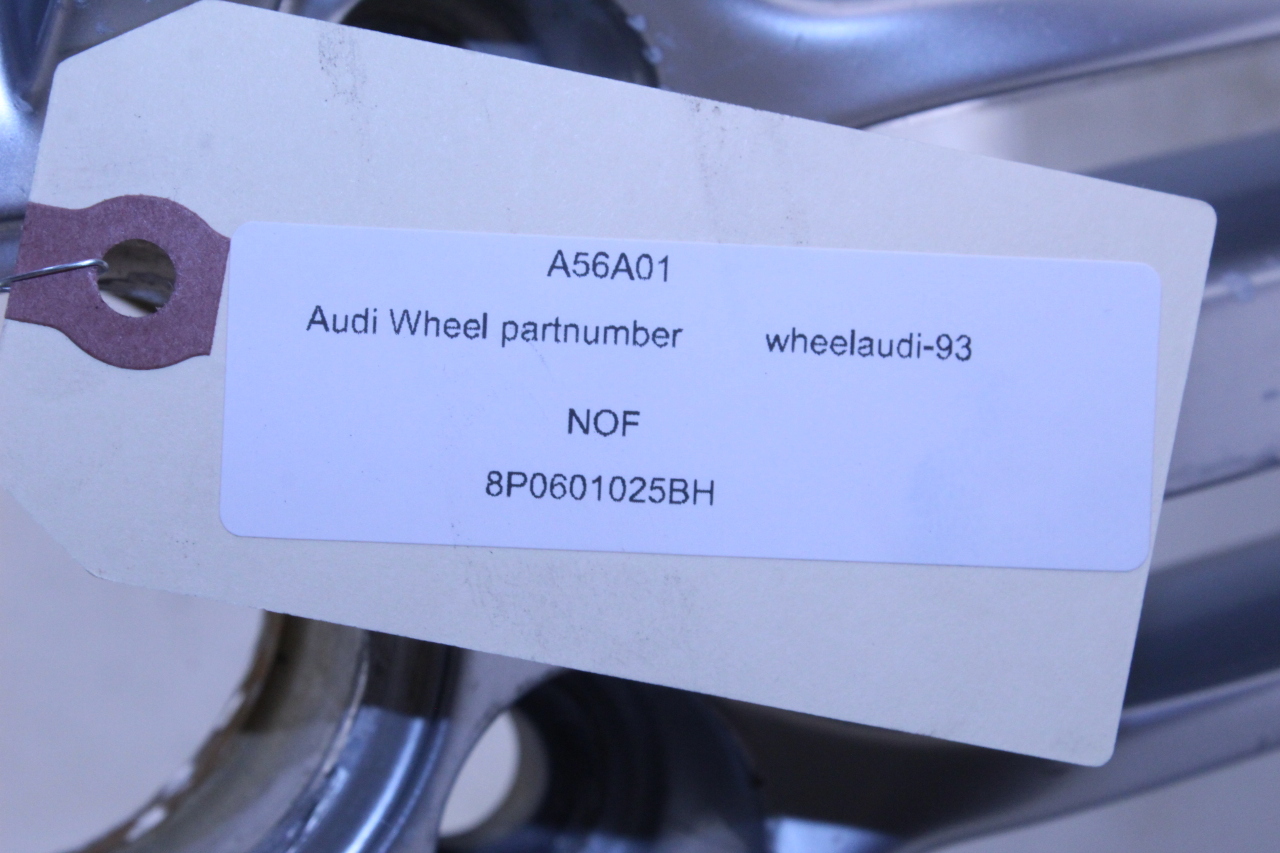 A56A01
Audi Wheel partnumber wheelaudi-93
NOF
8P0601025BH